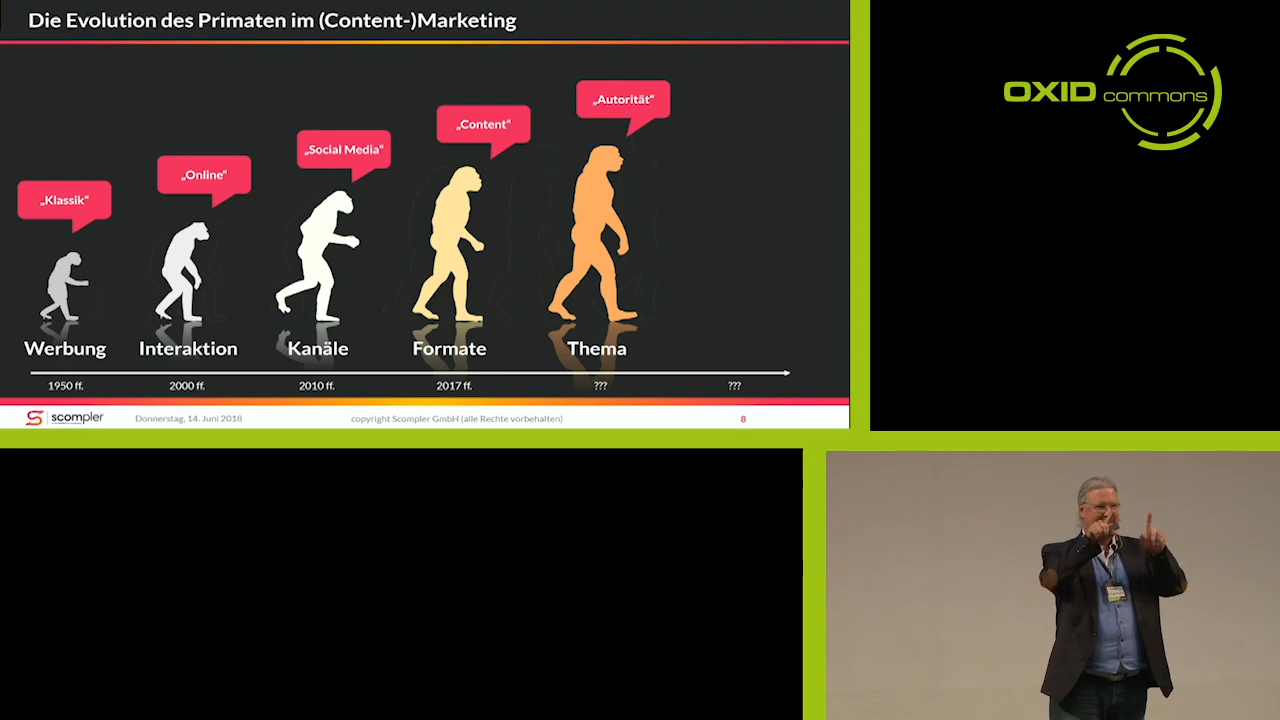 Die Evolution des Primaten im (Content-)Marketing
„Klassik“
„Online“
„Social Media“
„Content“
„Autorität“
Werbung
Interaktion
Kanäle
Formate
Thema
1950 ff.
2000 ff.
2010 ff.
2017 ff.
???
???
scompler
Donnerstag, 14. Juni 2018
copyright Scompler GmbH (alle Rechte vorbehalten)
8
OXID commons